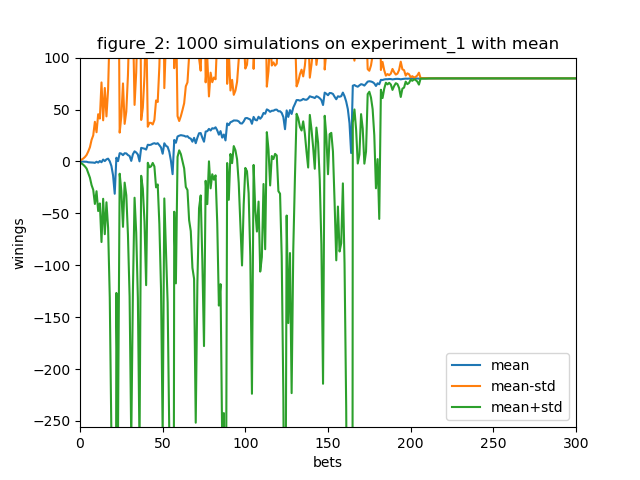 figure_2: 1000 simulations on experiment_1 with mean
100
50
0
−50
−100
−150
−200
−250
winings
0 50 100 150 200 250 300
bets
mean
mean-std
mean+std